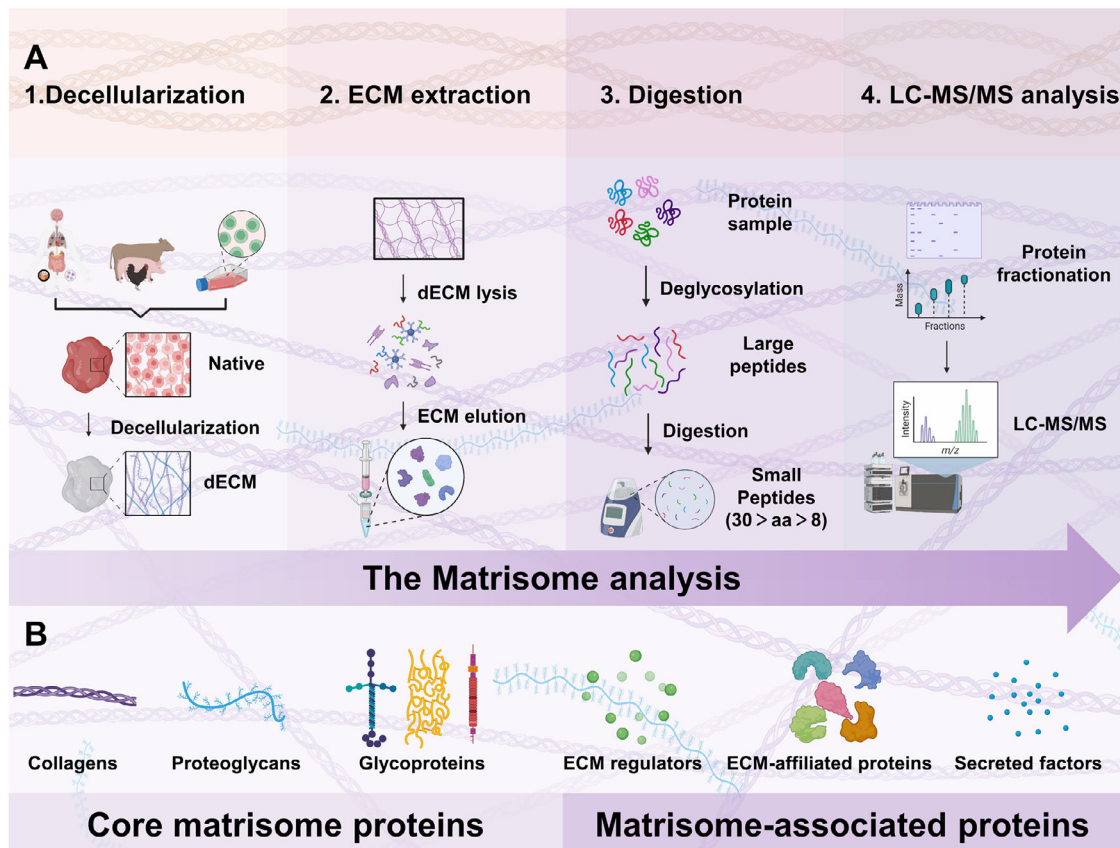 A
1.Decellularization
2. ECM extraction
3. Digestion
4. LC-MS/MS analysis
Native
Decellularization
dECM
dECM lysis
ECM elution
Protein
sample
Deglycosylation
Large
peptides
Digestion
Small
Peptides
(30 > aa > 8)
Protein
fractionation
Mass
Fractions
LC-MS/MS
Intensity
m/z
The Matrisome analysis
B
Collagens
Proteoglycans
Glycoproteins
ECM regulators
ECM-affiliated proteins
Secreted factors
Core matrisome proteins
Matrisome-associated proteins